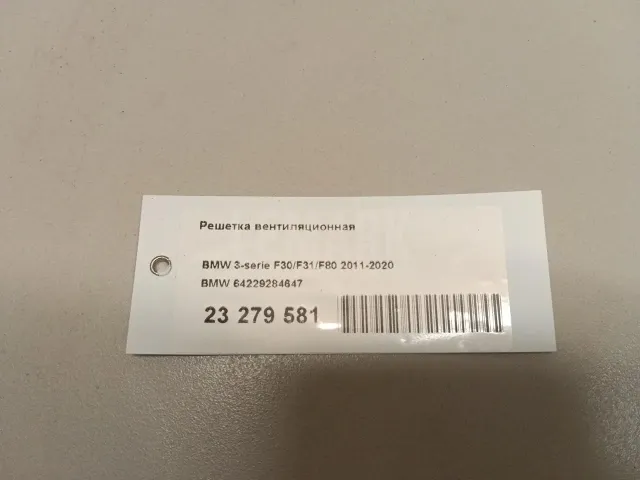 Решетка вентиляционная
BMW 3-serie F30/F31/F80 2011-2020
BMW 64229284647
23 279 581